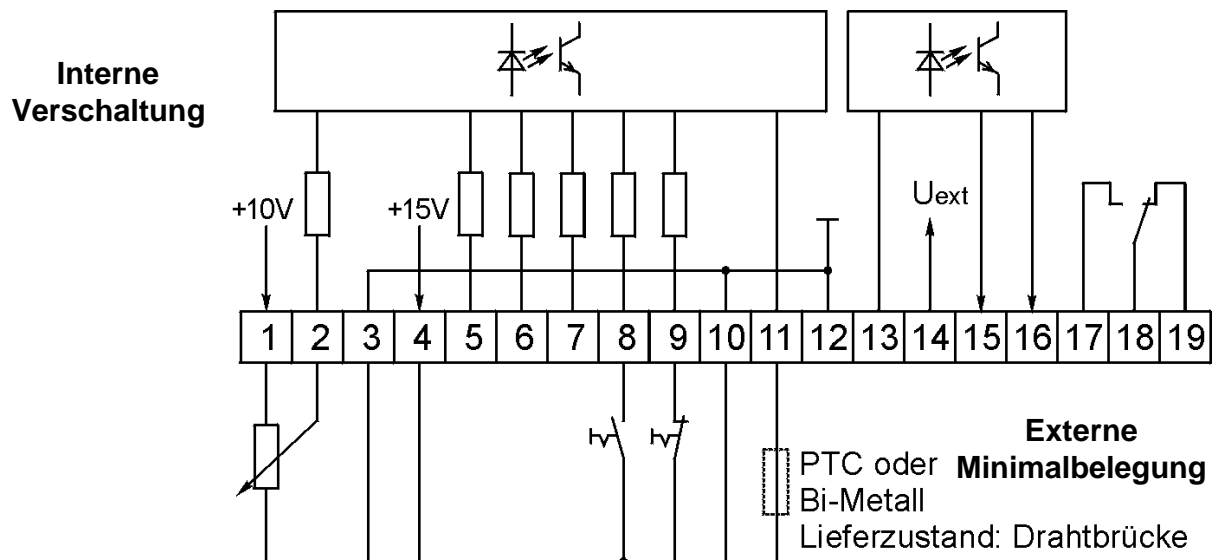 Interne
Verschaltung
+10V
+15V
Uext
1 2 3 4 5 6 7 8 9 10 11 12 13 14 15 16 17 18 19
PTC oder
Bi-Metall
Lieferzustand: Drahtbrücke
Externe
Minimalbelegung